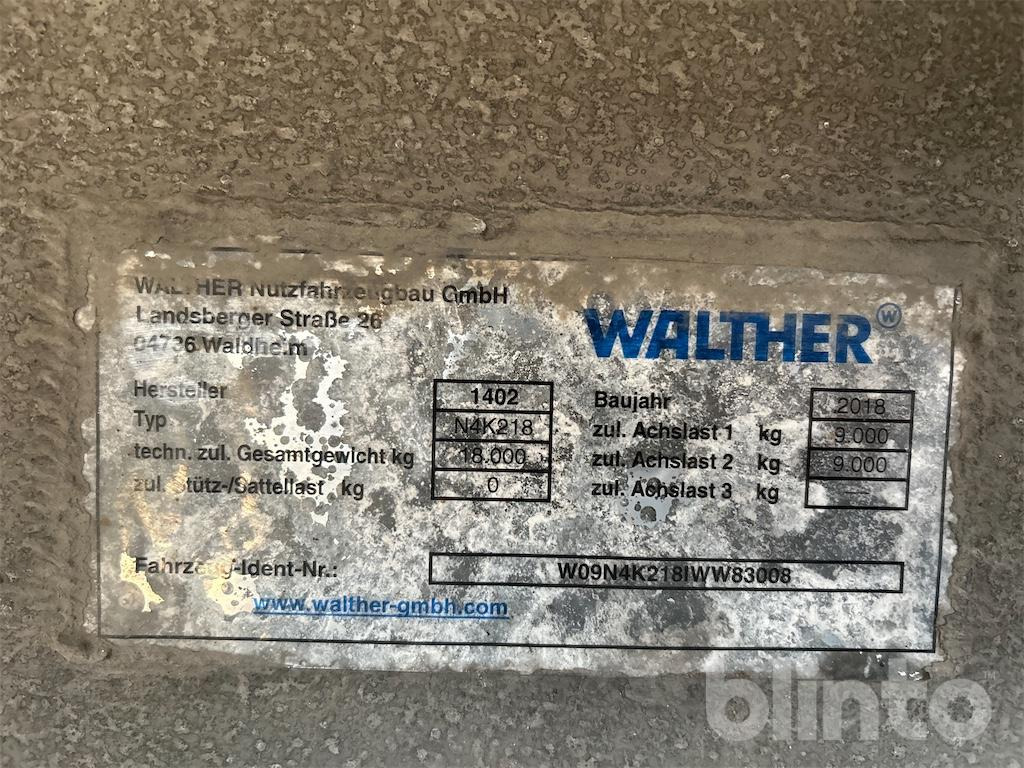 WALTHER Nutzfahrzeugbau GmbH
Landsberger Straße 26
04736 Waldheim
WALTHER W
Hersteller 1402
Typ N4K218
techn. zul. Gesamtgewicht kg 18.000
zul. Stütz-/Sattellast kg 0
Baujahr 2018
zul. Achslast 1 kg 9.000
zul. Achslast 2 kg 9.000
zul. Achslast 3 kg
Fahrzeug-Ident-Nr.: W09N4K218IWW83008
www.walther-gmbh.com
blinto™